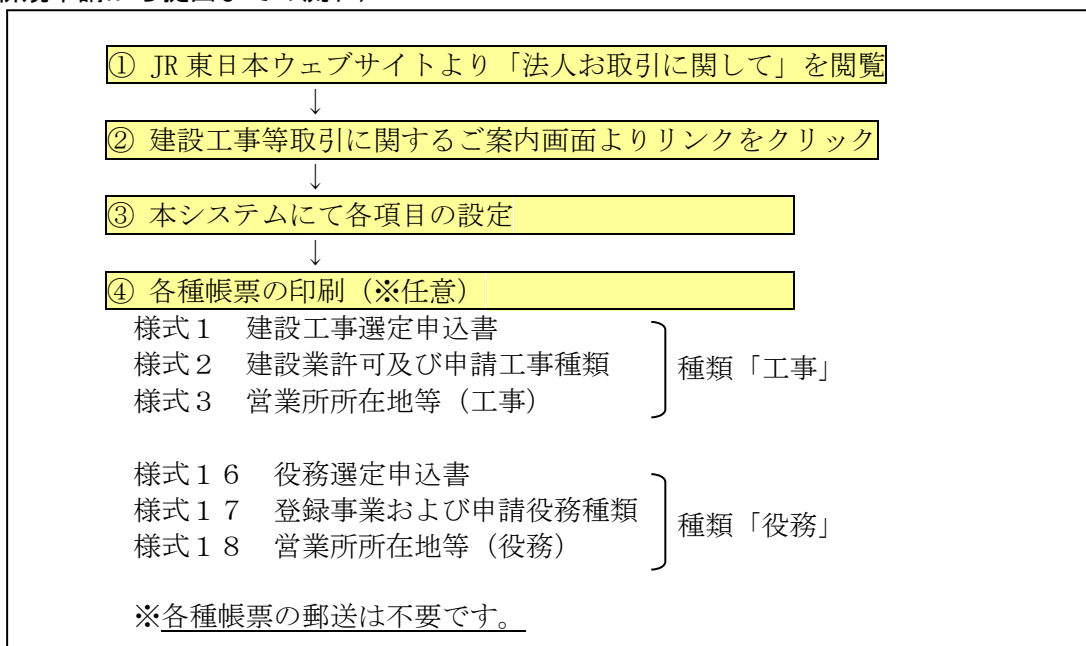 ① JR東日本ウェブサイトより「法人お取引に関して」を閲覧
↓
② 建設工事等取引に関するご案内画面よりリンクをクリック
↓
③ 本システムにて各項目の設定
↓
④ 各種帳票の印刷（※任意）
様式１　建設工事選定申込書
様式２　建設業許可及び申請工事種類
種類「工事」
様式３　営業所所在地等（工事）
様式１６　役務選定申込書
様式１７　登録事業および申請役務種類
種類「役務」
様式１８　営業所所在地等（役務）
※各種帳票の郵送は不要です。